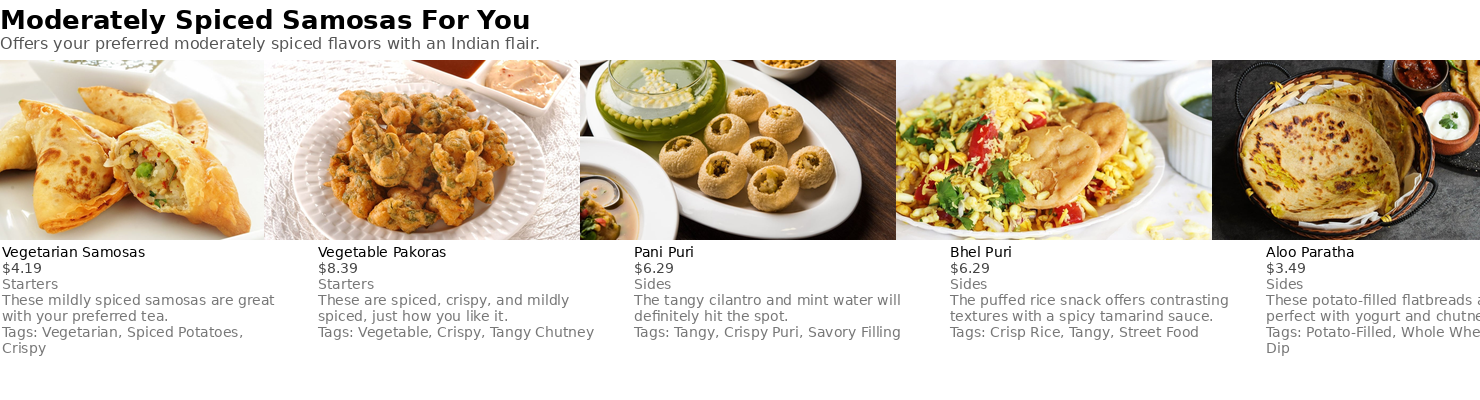 Moderately Spiced Samosas For You
Offers your preferred moderately spiced flavors with an Indian flair.
Vegetarian Samosas
$4.19
Starters
These mildly spiced samosas are great
with your preferred tea.
Tags: Vegetarian, Spiced Potatoes,
Crispy
Vegetable Pakoras
$8.39
Starters
These are spiced, crispy, and mildly
spiced, just how you like it.
Tags: Vegetable, Crispy, Tangy Chutney
Pani Puri
$6.29
Sides
The tangy cilantro and mint water will
definitely hit the spot.
Tags: Tangy, Crispy Puri, Savory Filling
Bhel Puri
$6.29
Sides
The puffed rice snack offers contrasting
textures with a spicy tamarind sauce.
Tags: Crisp Rice, Tangy, Street Food
Aloo Paratha
$3.49
Sides
These potato-filled flatbreads
perfect with yogurt and
Tags: Potato-Filled, Whole
Dip